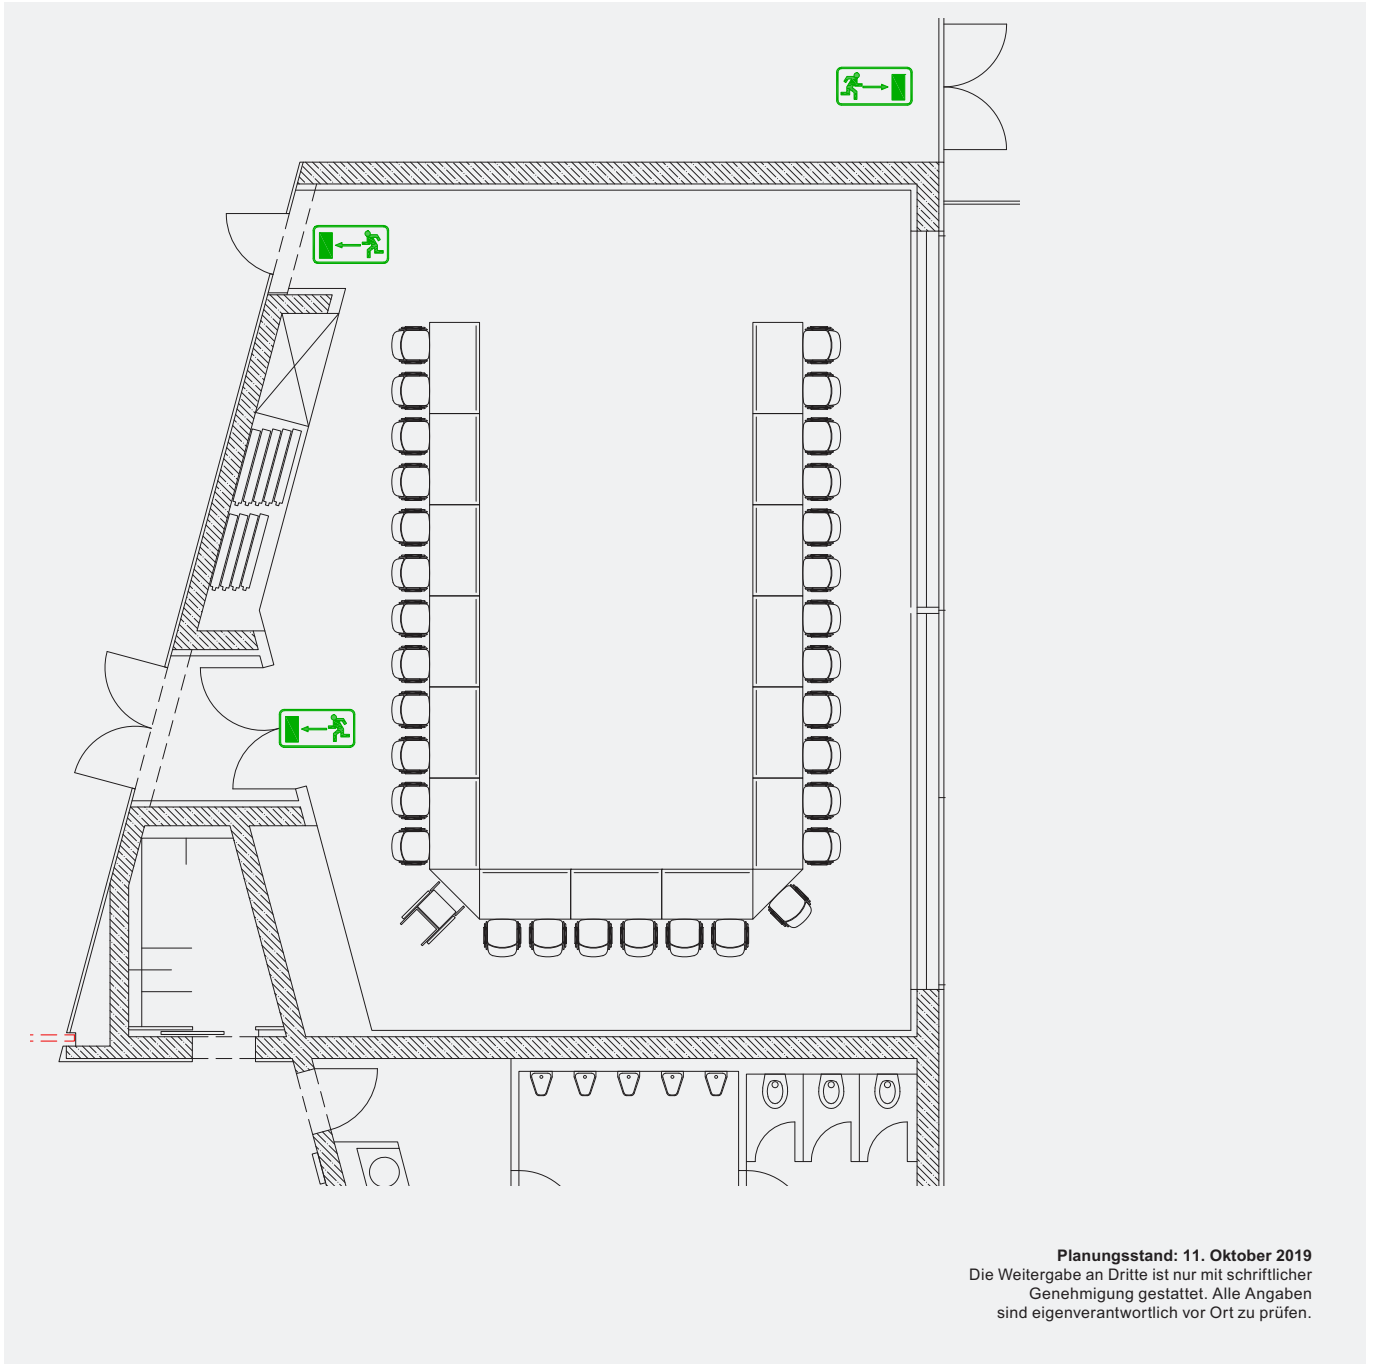 Planungsstand: 11. Oktober 2019
Die Weitergabe an Dritte ist nur mit schriftlicher
Genehmigung gestattet. Alle Angaben
sind eigenverantwortlich vor Ort zu prüfen.